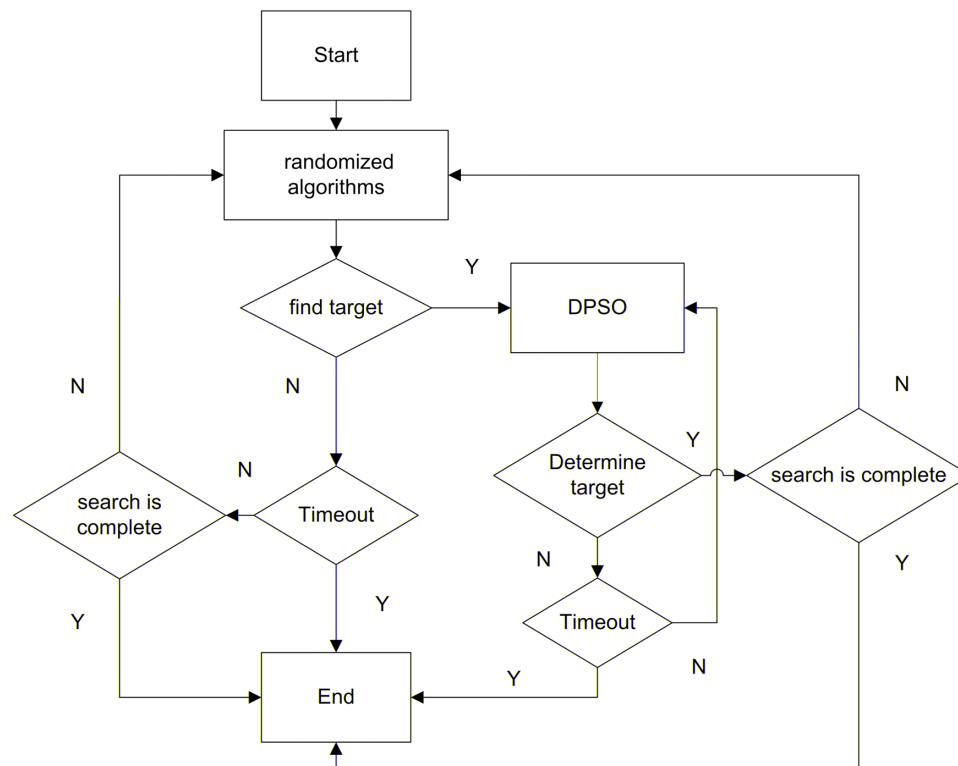 Start
randomized
algorithms
Y
find target
DPSO
N
N
N
Y
N
Determine
target
search is complete
search is
complete
Timeout
N
Y
Y
Y
Timeout
N
Y
End